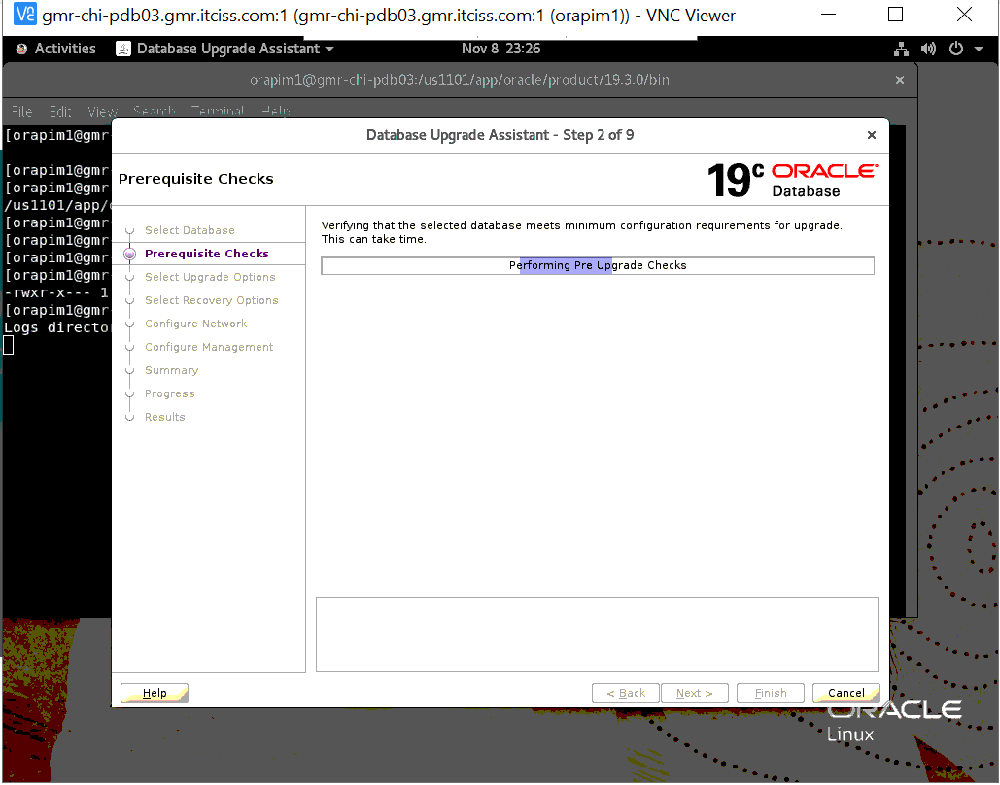 VS gmr-chi-pdb03.gmr.itciss.com:1 (gmr-chi-pdb03.gmr.itciss.com:1 (orapim1)) - VNC Viewer
Activities Database Upgrade Assistant Nov 8 23:26
orapim1@gmr-chi-pdb03:/us1101/app/oracle/product/19.3.0/bin
File Edit View Search Terminal Help
[orapim1@gmr-
[orapim1@gmr-
[orapim1@gmr-
/us1101/app/
[orapim1@gmr-
[orapim1@gmr-
[orapim1@gmr-
[orapim1@gmr-
-rwxr-x--- 1
[orapim1@gmr-
Logs director
Database Upgrade Assistant - Step 2 of 9
Prerequisite Checks
19c ORACLE
Database
Select Database
Prerequisite Checks
Select Upgrade Options
Select Recovery Options
Configure Network
Configure Management
Summary
Progress
Results
Verifying that the selected database meets minimum configuration requirements for upgrade.
This can take time.
Performing Pre Upgrade Checks
Help
< Back
Next >
Finish
Cancel
ORACLE
Linux